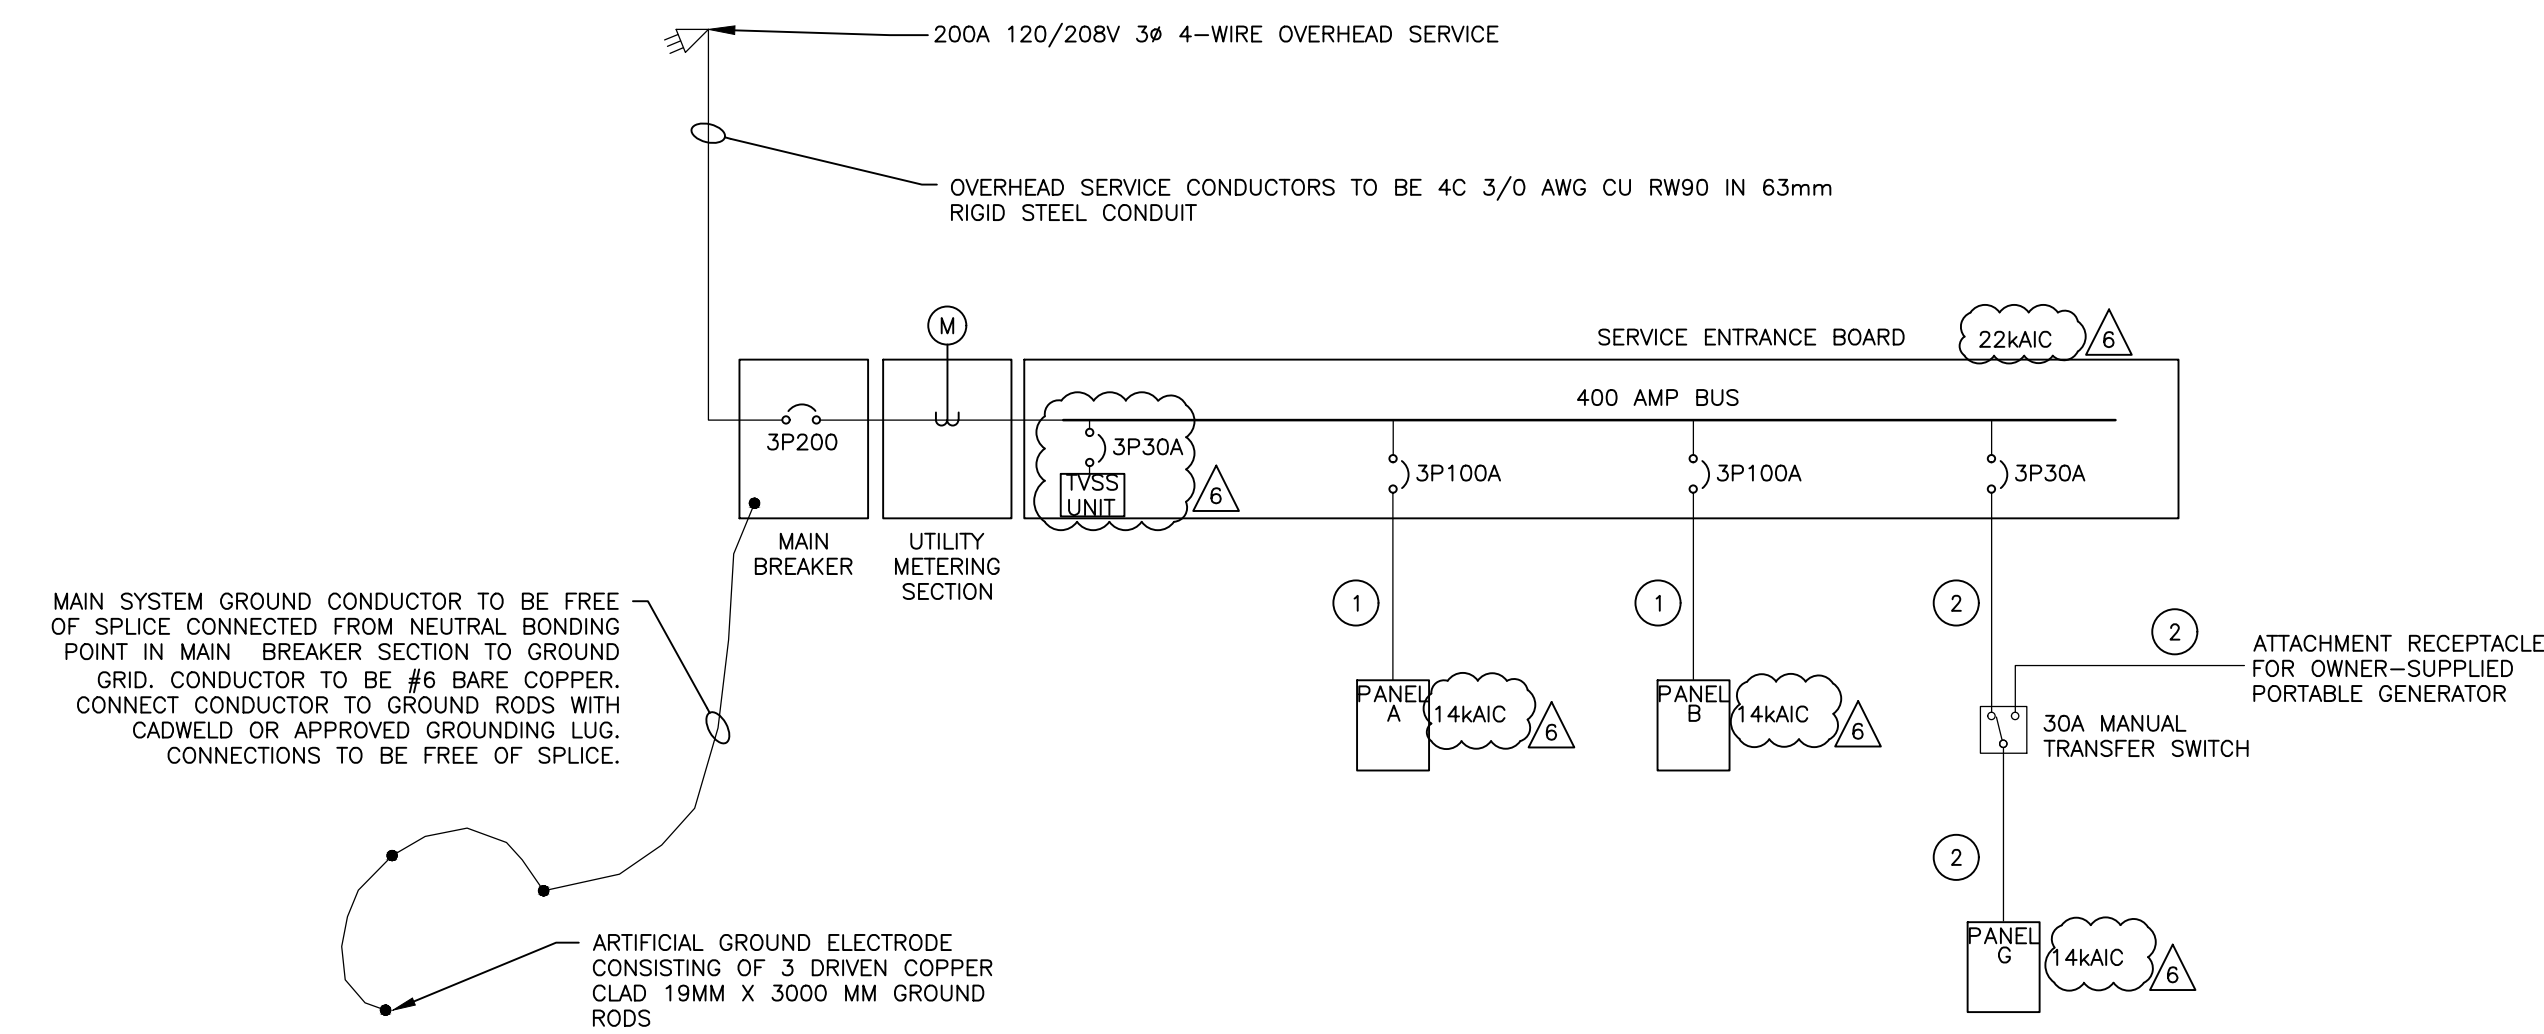 200A 120/208V 3ø 4-WIRE OVERHEAD SERVICE
OVERHEAD SERVICE CONDUCTORS TO BE 4C 3/0 AWG CU RW90 IN 63mm
RIGID STEEL CONDUIT
M
SERVICE ENTRANCE BOARD
22kAIC
6
400 AMP BUS
3P200
3P30A
TVSS
UNIT
6
3P100A
3P100A
3P30A
MAIN
BREAKER
UTILITY
METERING
SECTION
MAIN SYSTEM GROUND CONDUCTOR TO BE FREE
OF SPLICE CONNECTED FROM NEUTRAL BONDING
POINT IN MAIN BREAKER SECTION TO GROUND
GRID. CONDUCTOR TO BE #6 BARE COPPER.
CONNECT CONDUCTOR TO GROUND RODS WITH
CADWELD OR APPROVED GROUNDING LUG.
CONNECTIONS TO BE FREE OF SPLICE.
1
1
2
2
ATTACHMENT RECEPTACLE
FOR OWNER-SUPPLIED
PORTABLE GENERATOR
PANEL
A
14kAIC
6
PANEL
B
14kAIC
6
30A MANUAL
TRANSFER SWITCH
2
PANEL
G
14kAIC
6
ARTIFICIAL GROUND ELECTRODE
CONSISTING OF 3 DRIVEN COPPER
CLAD 19MM X 3000 MM GROUND
RODS